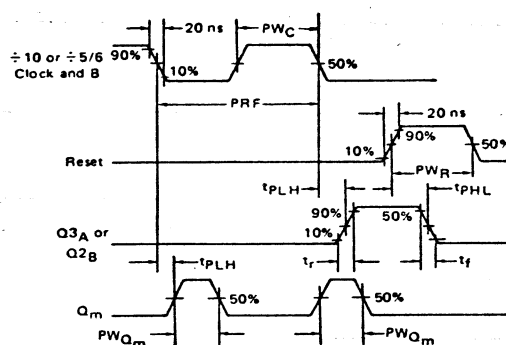 20 ns
PW_C
÷10 or ÷5/6
Clock and B
90%
10%
50%
PRF
20 ns
90%
Reset
10%
50%
PW_R
t_PLH
t_PHL
90%
50%
Q3_A or
Q2_B
10%
t_PLH
t_r
t_f
Q_m
50%
50%
PW_Qm
PW_Qm